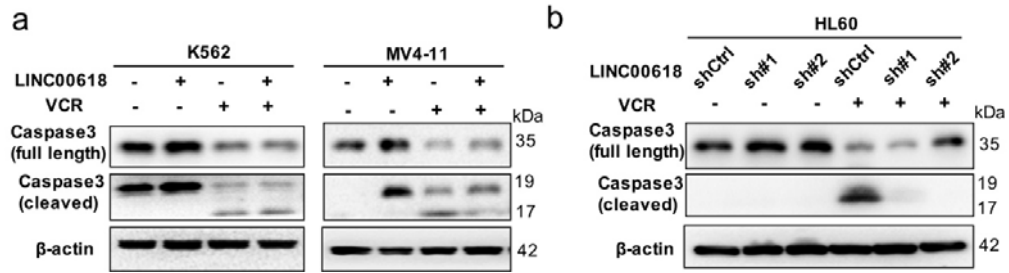 a
K562 MV4-11
LINC00618 - + - + - + - +
VCR - - + + - - + +
kDa
Caspase3
(full length) 35
Caspase3
(cleaved) 19
17
β-actin 42
b
HL60
LINC00618 shCtrl sh#1 sh#2 shCtrl sh#1 sh#2
VCR - - - + + +
kDa
Caspase3
(full length) 35
Caspase3
(cleaved) 19
17
β-actin 42